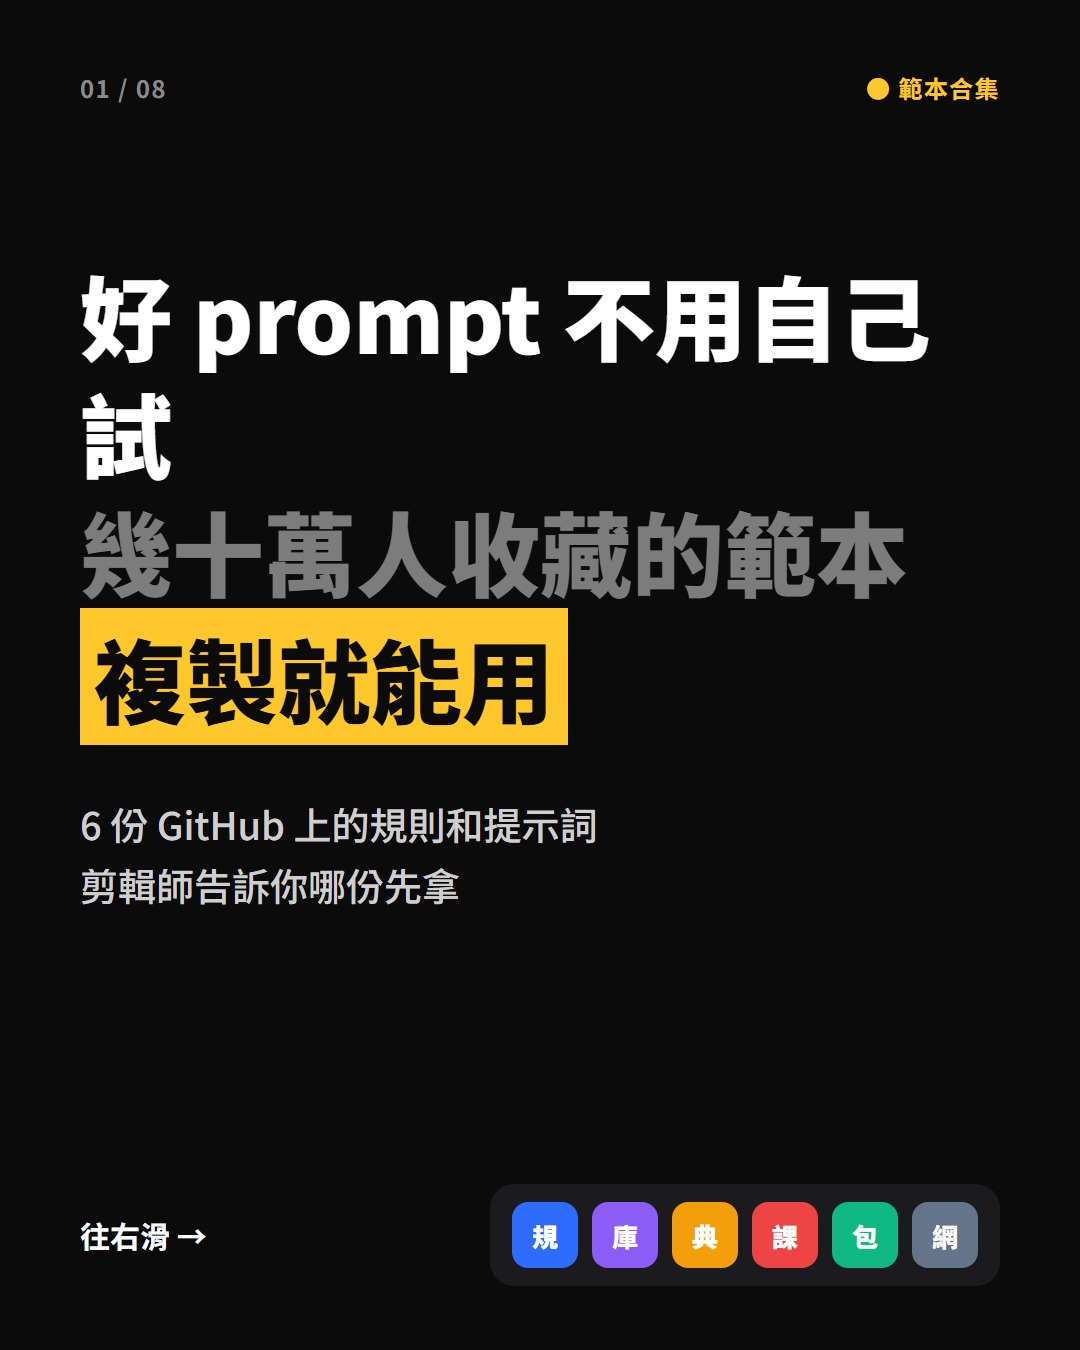 01 / 08
範本合集
好 prompt 不用自己
試
幾十萬人收藏的範本
複製就能用
6 份 GitHub 上的規則和提示詞
剪輯師告訴你哪份先拿
往右滑 →
規 庫 典 課 包 網